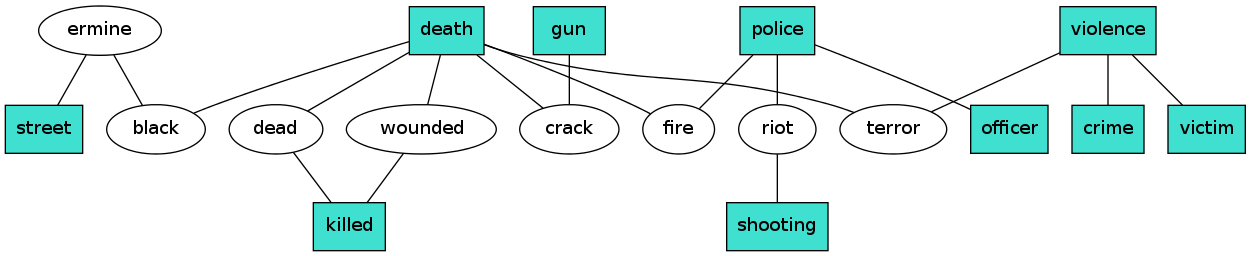 ermine
death
gun
police
violence
street
black
dead
wounded
crack
fire
riot
terror
officer
crime
victim
killed
shooting